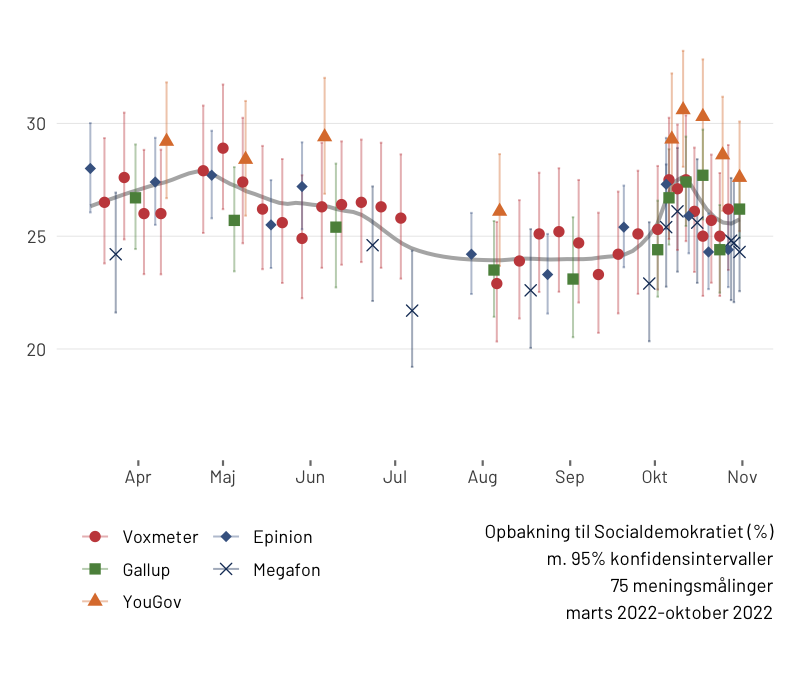 30
25
20
Apr Maj Jun Jul Aug Sep Okt Nov
Voxmeter Epinion
Gallup Megafon
YouGov
Opbakning til Socialdemokratiet (%)
m. 95% konfidensintervaller
75 meningsmålinger
marts 2022-oktober 2022